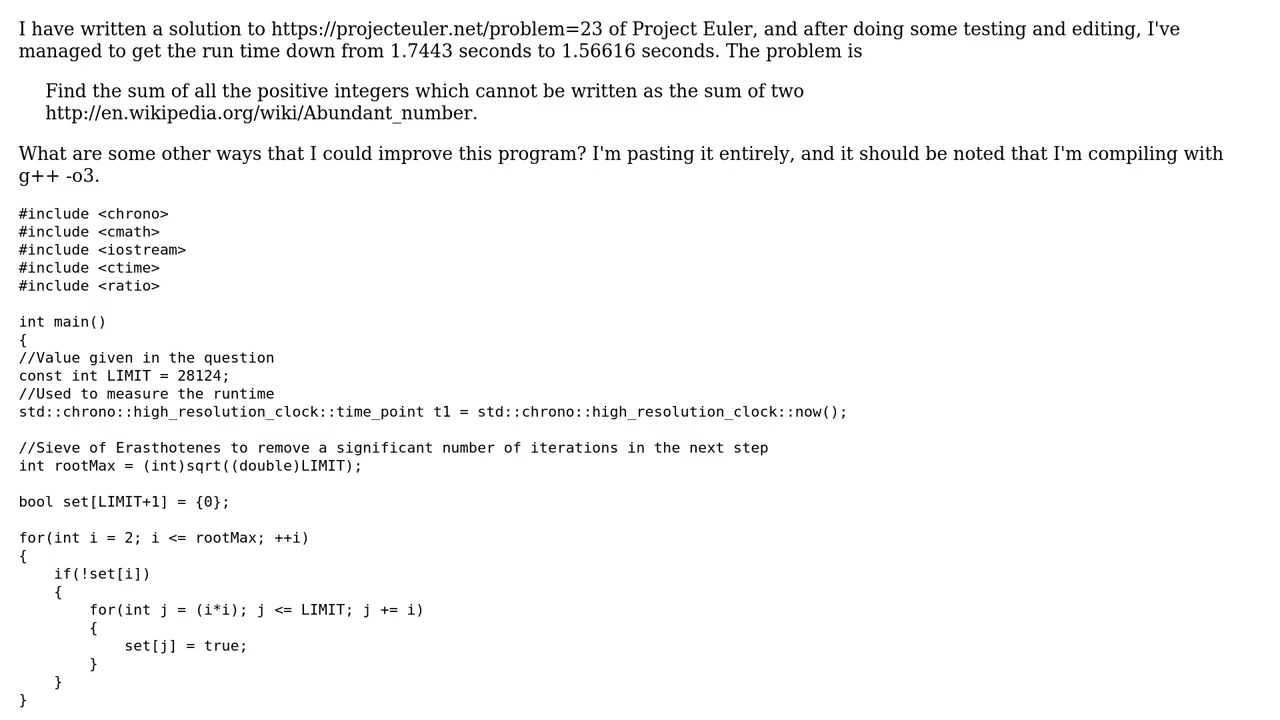 I have written a solution to https://projecteuler.net/problem=23 of Project Euler, and after doing some testing and editing, I've
managed to get the run time down from 1.7443 seconds to 1.56616 seconds. The problem is
Find the sum of all the positive integers which cannot be written as the sum of two
http://en.wikipedia.org/wiki/Abundant_number.
What are some other ways that I could improve this program? I'm pasting it entirely, and it should be noted that I'm compiling with
g++ -o3.
#include <chrono>
#include <cmath>
#include <iostream>
#include <ctime>
#include <ratio>
int main()
{
//Value given in the question
const int LIMIT = 28124;
//Used to measure the runtime
std::chrono::high_resolution_clock::time_point t1 = std::chrono::high_resolution_clock::now();
//Sieve of Erasthotenes to remove a significant number of iterations in the next step
int rootMax = (int)sqrt((double)LIMIT);
bool set[LIMIT+1] = {0};
for(int i = 2; i <= rootMax; ++i)
{
    if(!set[i])
    {
        for(int j = (i*i); j <= LIMIT; j += i)
        {
            set[j] = true;
        }
    }
}